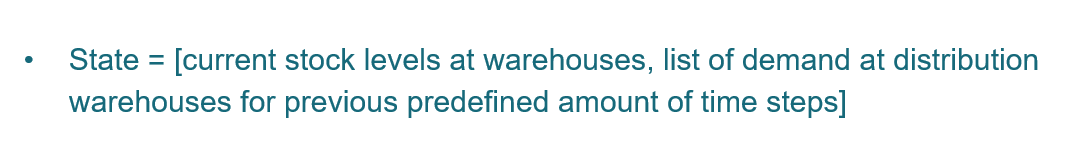 • State = [current stock levels at warehouses, list of demand at distribution
warehouses for previous predefined amount of time steps]